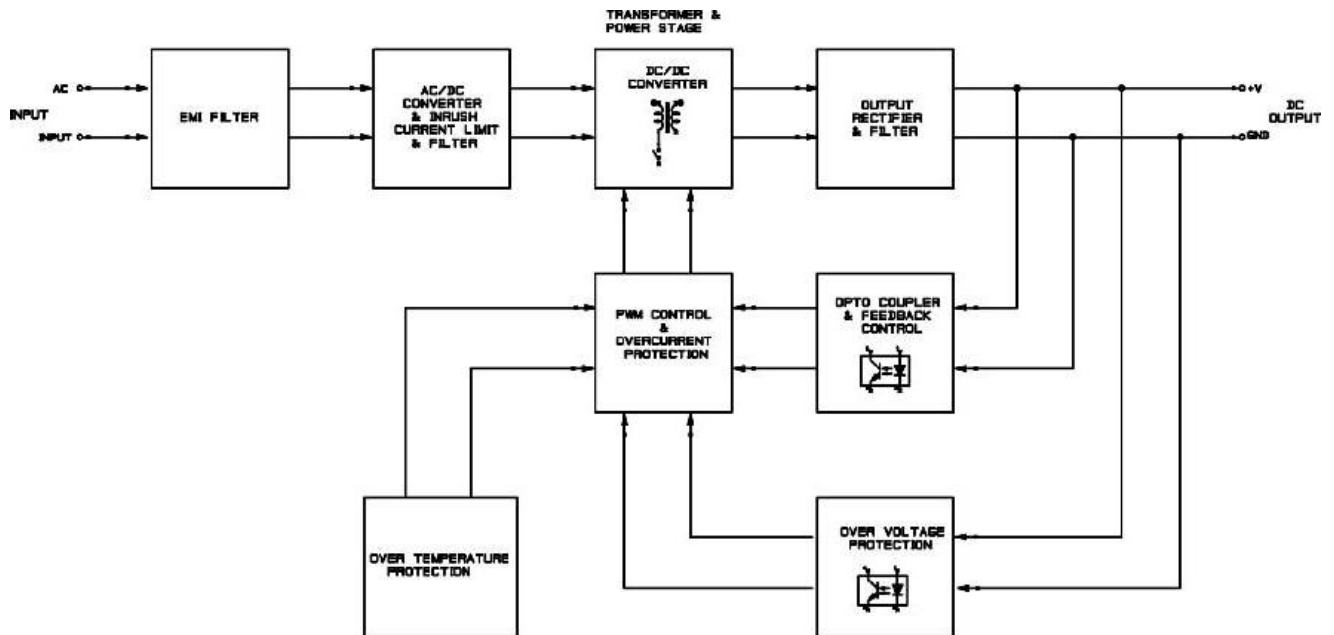 TRANSFORMER &
POWER STAGE
AC
INPUT
INPUT
EMI FILTER
AC/DC
CONVERTER
& INRUSH
CURRENT LIMIT
& FILTER
DC/DC
CONVERTER
OUTPUT
RECTIFIER
& FILTER
+V
DC
OUTPUT
GND
PWM CONTROL
&
OVERCURRENT
PROTECTION
OPTO COUPLER
& FEEDBACK
CONTROL
OVER TEMPERATURE
PROTECTION
OVER VOLTAGE
PROTECTION